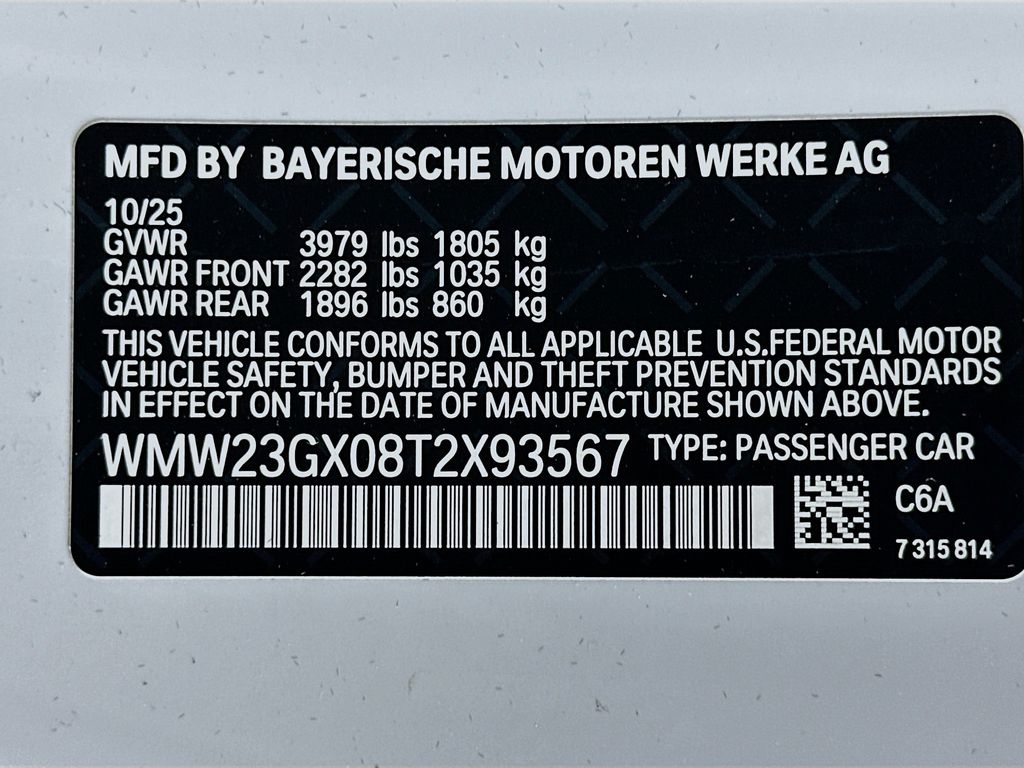 MFD BY BAYERISCHE MOTOREN WERKE AG
10/25
GVWR 3979 lbs 1805 kg
GAWR FRONT 2282 lbs 1035 kg
GAWR REAR 1896 lbs 860 kg
THIS VEHICLE CONFORMS TO ALL APPLICABLE U.S.FEDERAL MOTOR
VEHICLE SAFETY, BUMPER AND THEFT PREVENTION STANDARDS
IN EFFECT ON THE DATE OF MANUFACTURE SHOWN ABOVE.
WMW23GX08T2X93567 TYPE: PASSENGER CAR
C6A
7 315 814